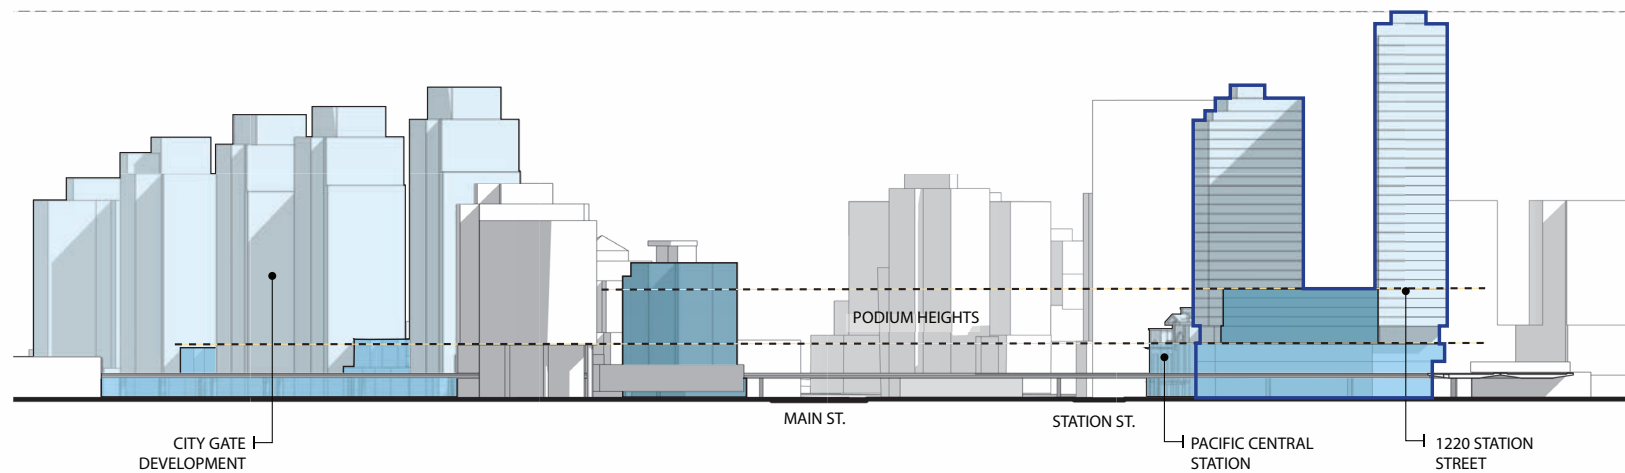 PODIUM HEIGHTS
MAIN ST.
STATION ST.
CITY GATE
DEVELOPMENT
PACIFIC CENTRAL
STATION
1220 STATION
STREET